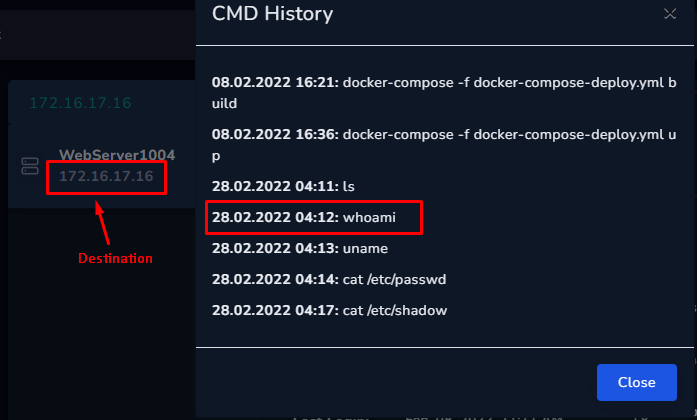 CMD History
172.16.17.16
WebServer1004
172.16.17.16
Destination
08.02.2022 16:21: docker-compose -f docker-compose-deploy.yml b
uild
08.02.2022 16:36: docker-compose -f docker-compose-deploy.yml u
p
28.02.2022 04:11: ls
28.02.2022 04:12: whoami
28.02.2022 04:13: uname
28.02.2022 04:14: cat /etc/passwd
28.02.2022 04:17: cat /etc/shadow
Close